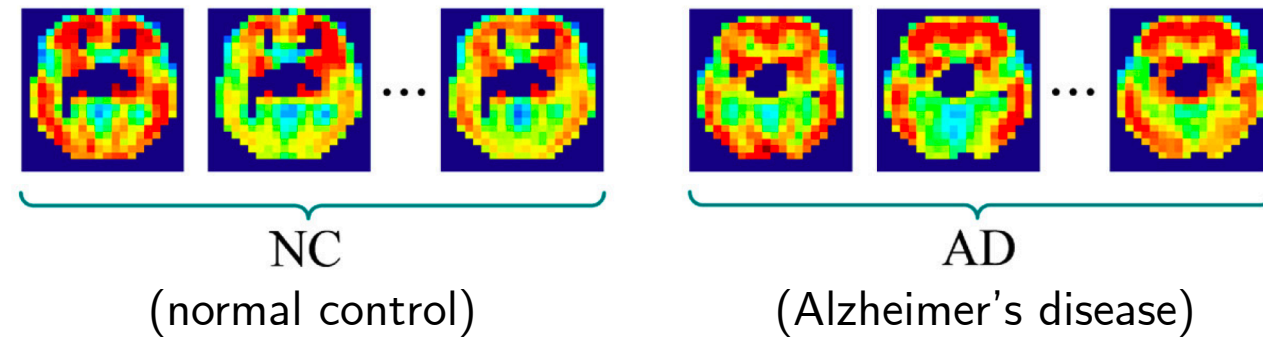 ...
...
NC
AD
(normal control)
(Alzheimer's disease)